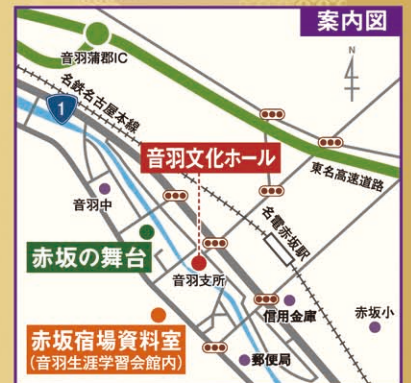 案内図
音羽蒲郡IC
N
名鉄名古屋本線
1
音羽文化ホール
東名高速道路
音羽中
名電赤坂駅
赤坂の舞台
音羽支所
信用金庫
赤坂小
赤坂宿場資料室
(音羽生涯学習会館内)
郵便局